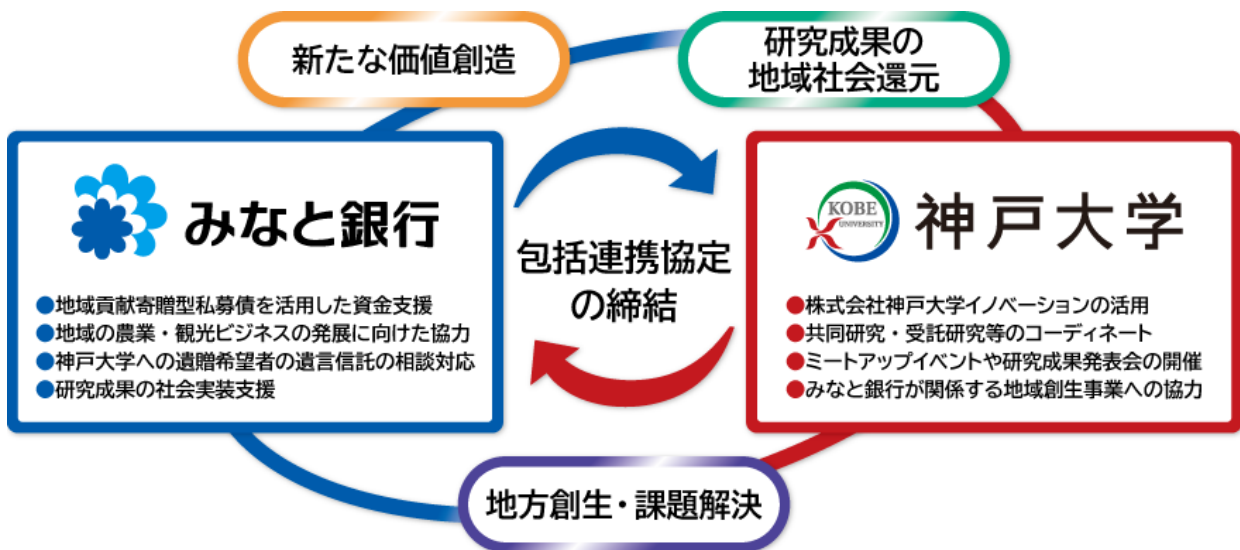 新たな価値創造
研究成果の
地域社会還元
みなと銀行
●地域貢献寄贈型私募債を活用した資金支援
●地域の農業・観光ビジネスの発展に向けた協力
●神戸大学への遺贈希望者の遺言信託の相談対応
●研究成果の社会実装支援
包括連携協定
の締結
KOBE
UNIVERSITY
神戸大学
●株式会社神戸大学イノベーションの活用
●共同研究・受託研究等のコーディネート
●ミートアップイベントや研究成果発表会の開催
●みなと銀行が関係する地域創生事業への協力
地方創生・課題解決